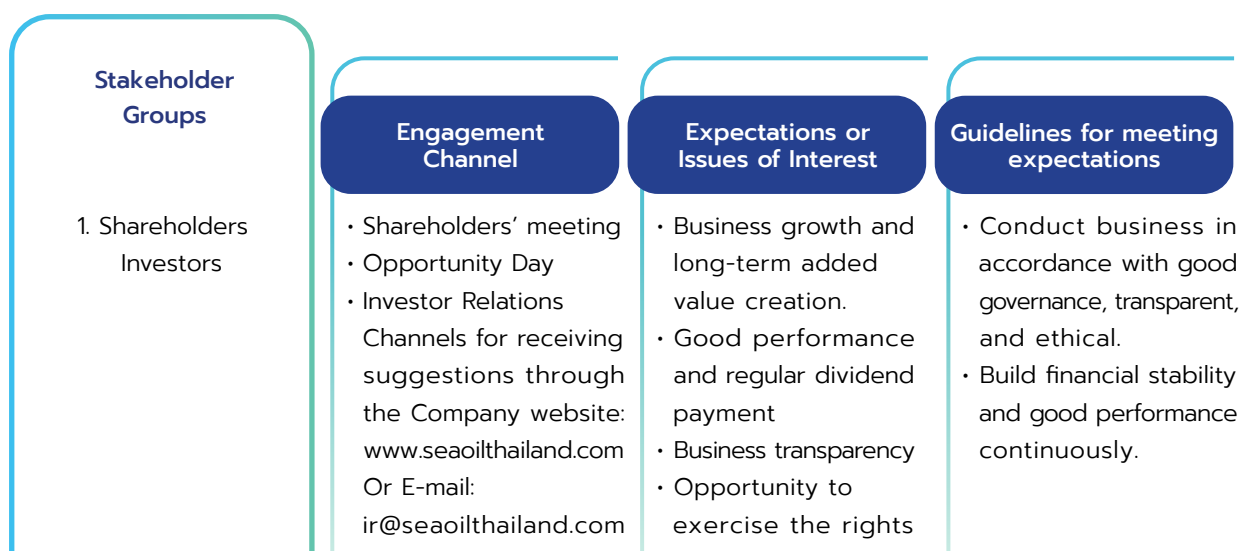 Stakeholder
Groups
Engagement
Channel
Expectations or
Issues of Interest
Guidelines for meeting
expectations
1. Shareholders
Investors
· Shareholders’ meeting
· Opportunity Day
· Investor Relations
Channels for receiving
suggestions through
the Company website:
www.seaoilthailand.com
Or E-mail:
ir@seaoilthailand.com
· Business growth and
long-term added
value creation.
· Good performance
and regular dividend
payment
· Business transparency
· Opportunity to
exercise the rights
· Conduct business in
accordance with good
governance, transparent,
and ethical.
· Build financial stability
and good performance
continuously.